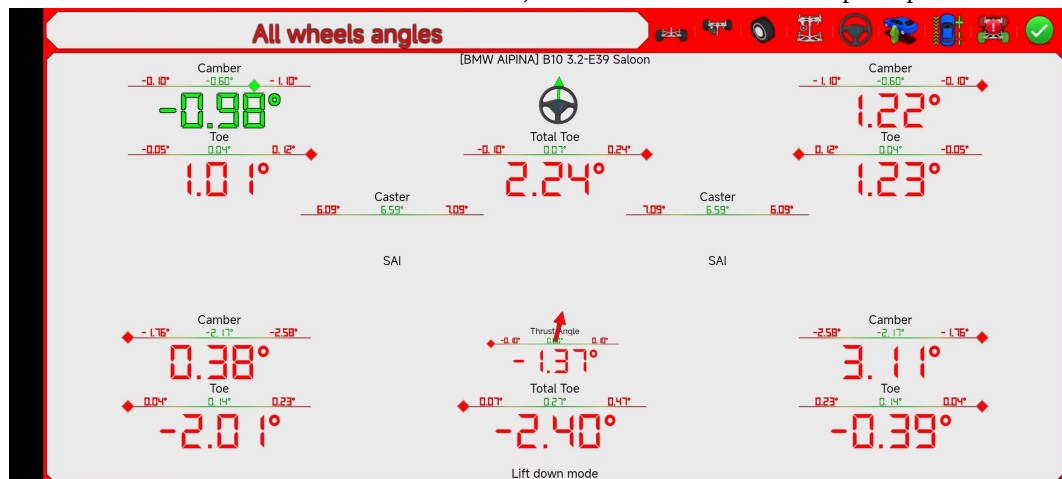 All wheels angles
[BMW AlPINA] B10 3.2-E39 Saloon
Camber
-0.10° -0.60° -1.10°
-0.98°
Toe
-0.05° 0.04° 0.12°
1.01°
Total Toe
-0.10° 0.07° 0.24°
2.24°
Camber
-1.10° -0.60° -0.10°
1.22°
Toe
0.12° 0.04° -0.05°
1.23°
Caster
6.09° 6.59° 7.09°
Caster
7.09° 6.59° 6.09°
SAI
SAI
Camber
-1.76° -2.17° -2.58°
0.38°
Toe
0.04° 0.14° 0.23°
-2.01°
Thrust Angle
-0.10° 0.10°
-1.37°
Total Toe
0.07° 0.27° 0.47°
-2.40°
Camber
-2.58° -2.17° -1.76°
3.11°
Toe
0.23° 0.14° 0.04°
-0.39°
Lift down mode